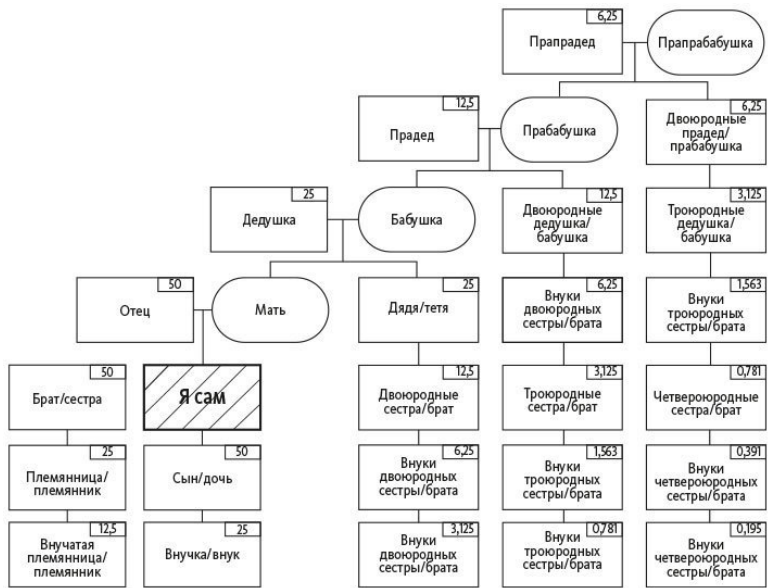 6,25
Прапрадед
Прапрабабушка
12,5
Прадед
Прабабушка
6,25
Двоюродные
прадед/
прабабушка
25
Дедушка
Бабушка
12,5
Двоюродные
дедушка/
бабушка
3,125
Троюродные
дедушка/
бабушка
50
Отец
Мать
25
Дядя/тетя
6,25
Внуки
двоюродных
сестры/брата
1,563
Внуки
троюродных
сестры/брата
50
Брат/сестра
Я сам
12,5
Двоюродные
сестра/брат
3,125
Троюродные
сестра/брат
0,781
Четвероюродные
сестра/брат
25
Племянница/
племянник
50
Сын/дочь
6,25
Внуки
двоюродных
сестры/брата
1,563
Внуки
троюродных
сестры/брата
0,391
Внуки
четвероюродных
сестры/брата
12,5
Внучатая
племянница/
племянник
25
Внучка/внук
3,125
Внуки
двоюродных
сестры/брата
0,781
Внуки
троюродных
сестры/брата
0,195
Внуки
четвероюродных
сестры/брата